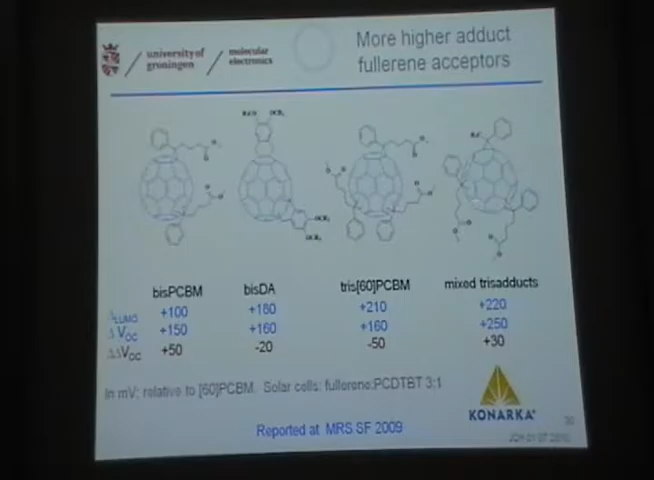 university of groningen
molecular electronics
More higher adduct
fullerene acceptors
bisPCBM bisDA tris[60]PCBM mixed trisadducts
Δ LUMO +100 +180 +210 +220
Δ VOC +150 +160 +160 +250
ΔΔVOC +50 -20 -50 +30
In mV; relative to [60]PCBM. Solar cells: fullerene:PCDTBT 3:1
KONARKA
Reported at MRS SF 2009